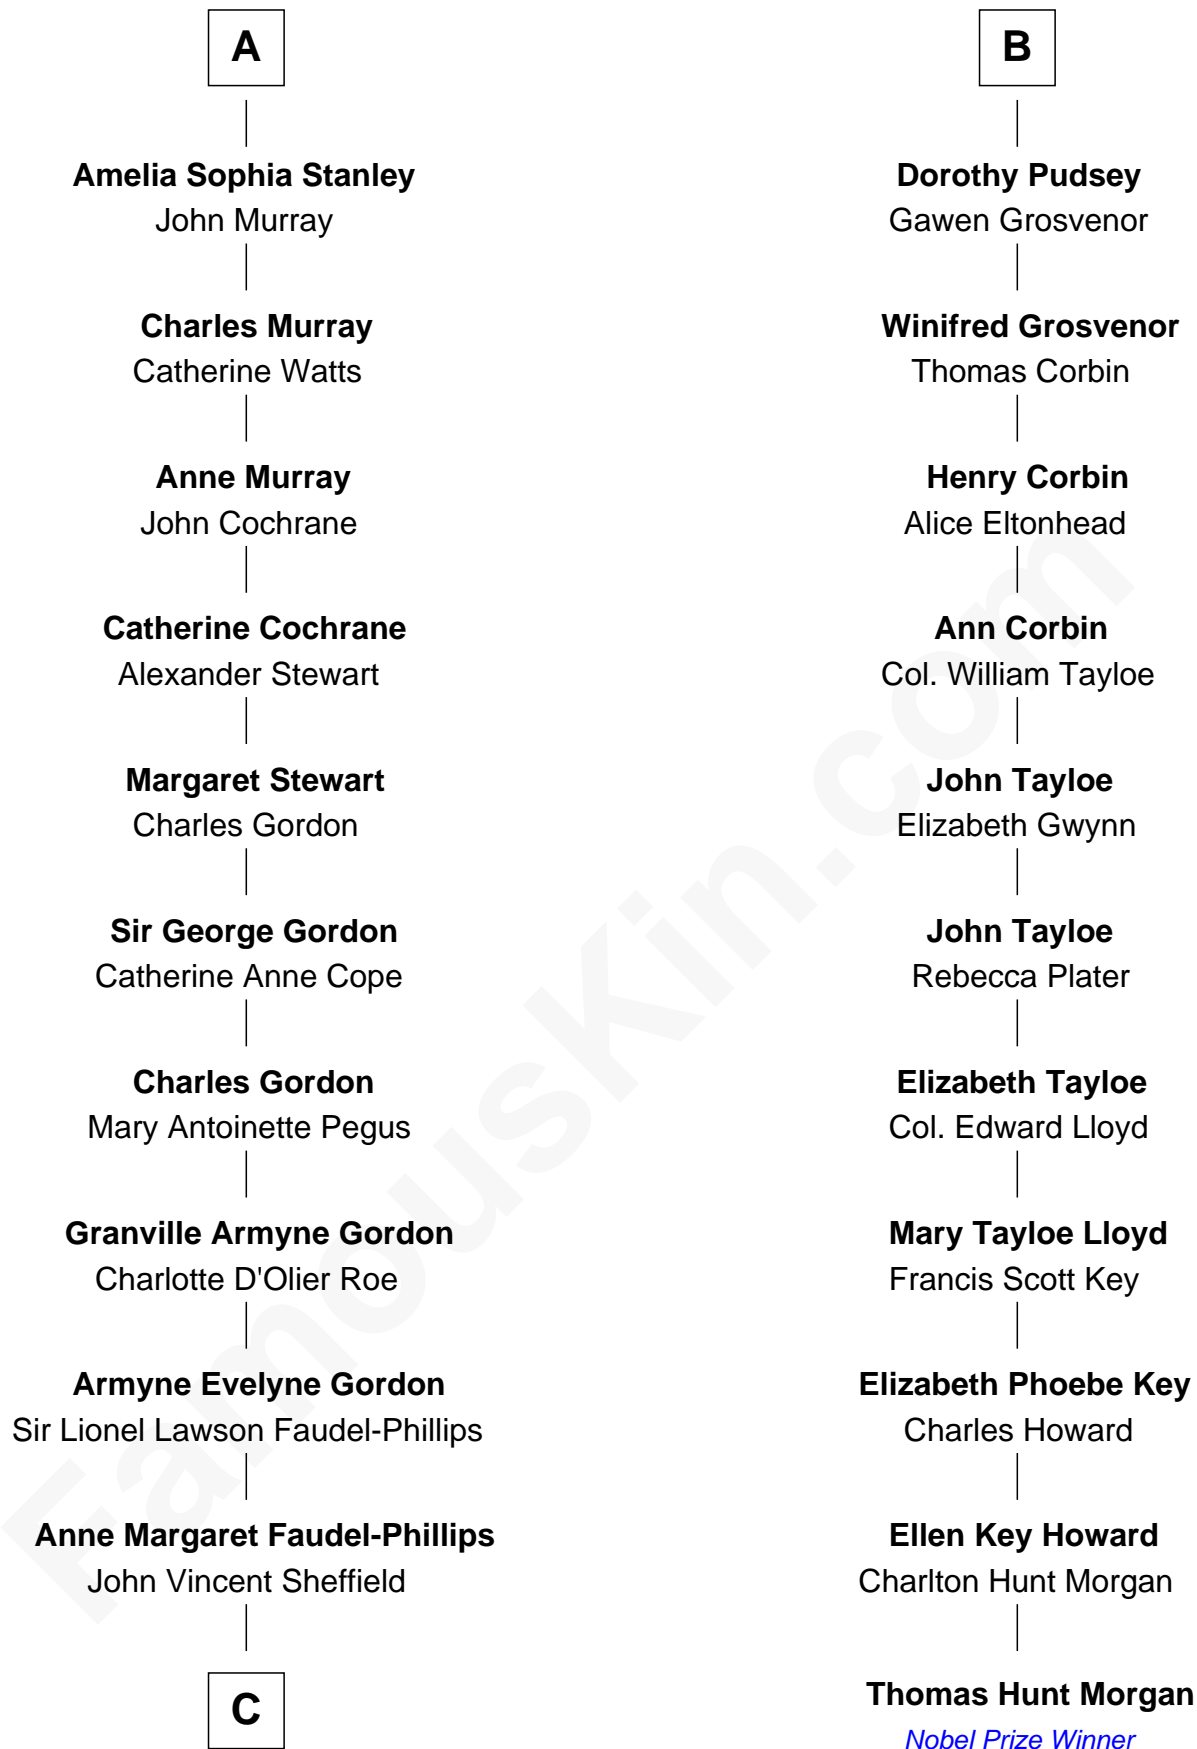 A
Amelia Sophia Stanley
John Murray
Charles Murray
Catherine Watts
Anne Murray
John Cochrane
Catherine Cochrane
Alexander Stewart
Margaret Stewart
Charles Gordon
Sir George Gordon
Catherine Anne Cope
Charles Gordon
Mary Antoinette Pegus
Granville Armyne Gordon
Charlotte D'Olier Roe
Armyne Evelyne Gordon
Sir Lionel Lawson Faudel-Phillips
Anne Margaret Faudel-Phillips
John Vincent Sheffield
C
B
Dorothy Pudsey
Gawen Grosvenor
Winifred Grosvenor
Thomas Corbin
Henry Corbin
Alice Eltonhead
Ann Corbin
Col. William Tayloe
John Tayloe
Elizabeth Gwynn
John Tayloe
Rebecca Plater
Elizabeth Tayloe
Col. Edward Lloyd
Mary Tayloe Lloyd
Francis Scott Key
Elizabeth Phoebe Key
Charles Howard
Ellen Key Howard
Charlton Hunt Morgan
Thomas Hunt Morgan
Nobel Prize Winner
FamousKin.com